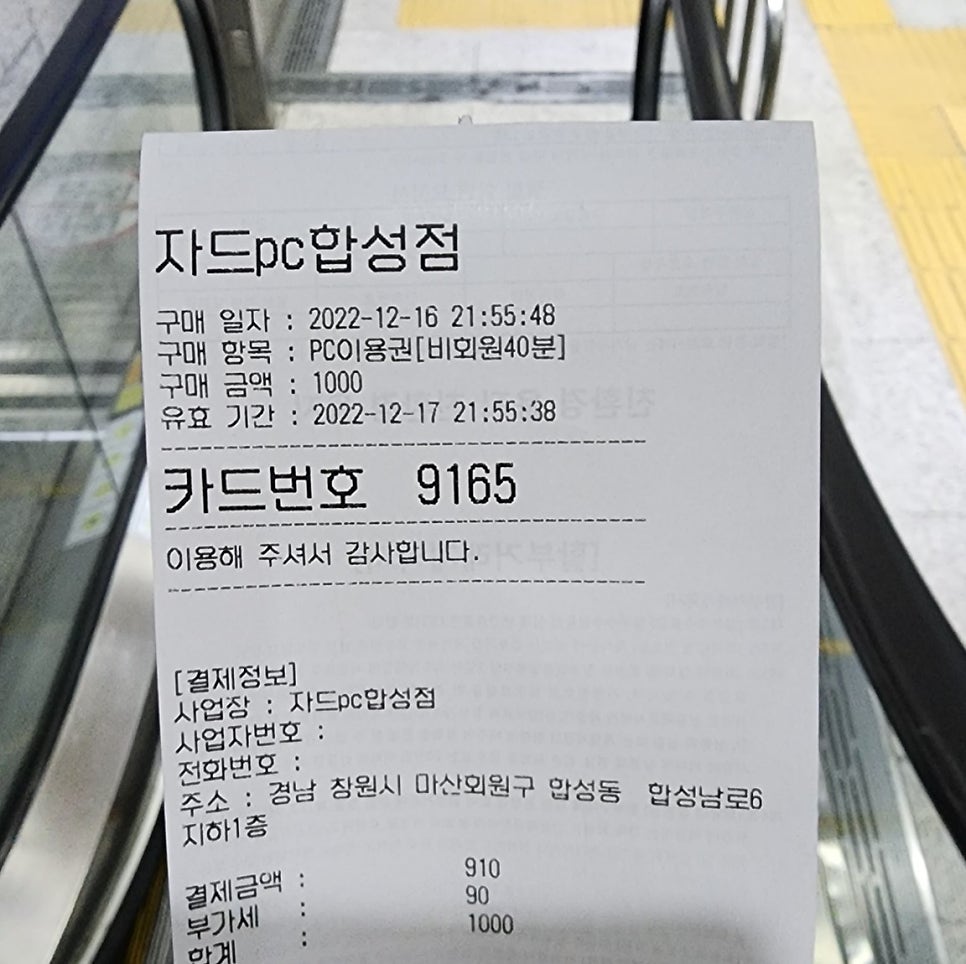 자드pc합성점
구매 일자 : 2022-12-16 21:55:48
구매 항목 : PC이용권[비회원40분]
구매 금액 : 1000
유효 기간 : 2022-12-17 21:55:38
카드번호 9165
이용해 주셔서 감사합니다.
[결제정보]
사업장 : 자드pc합성점
사업자번호 :
전화번호 :
주소 : 경남 창원시 마산회원구 합성동 합성남로6
지하1층
결제금액 : 910
부가세 : 90
합계 : 1000